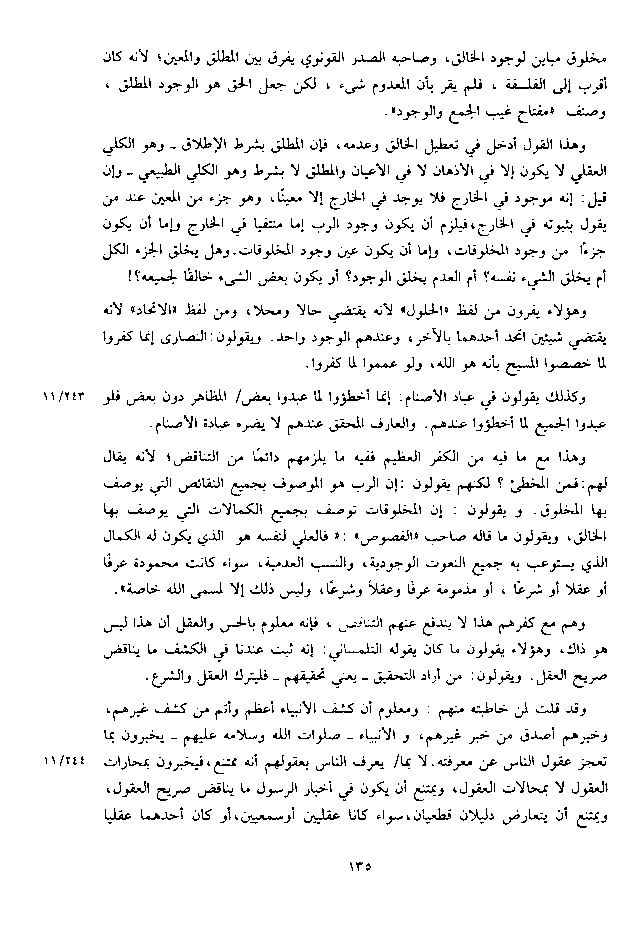 مخلوق مباين لوجود الخالق، وصاحبه الصدر القونوي يفرق بين المطلق والمعين؛ لأنه كان
أقرب إلى الفلسفة ، فلم يقر بأن المعدوم شيء ، لكن جعل الحق هو الوجود المطلق ،
وصنف «مفتاح غيب الجمع والوجود».
وهذا القول أدخل في تعطيل الخالق وعدمه، فإن المطلق بشرط الإطلاق ـ وهو الكلي
العقلي لا يكون إلا في الأذهان لا في الأعيان والمطلق لا بشرط وهو الكلي الطبيعي ـ وإن
قيل: إنه موجود في الخارج فلا يوجد في الخارج إلا معينًا، وهو جزء من المعين عند من
يقول بثبوته في الخارج،فيلزم أن يكون وجود الرب إما منتفيا في الخارج وإما أن يكون
جزءًا من وجود المخلوقات، وإما أن يكون عين وجود المخلوقات.وهل يخلق الجزء الكل
أم يخلق الشيء نفسه؟ أم العدم يخلق الوجود؟ أو يكون بعض الشىء خالقًا لجميعه؟!
وهؤلاء يفرون من لفظ «الحلول» لأنه يقتضي حالا ومحلا، ومن لفظ «الاتحاد» لأنه
يقتضي شيئين اتحد أحدهما بالآخر، وعندهم الوجود واحد. ويقولون:النصارى إنما كفروا
لما خصصوا المسيح بأنه هو الله، ولو عمموا لما كفروا.
وكذلك يقولون في عباد الأصنام: إنما أخطؤوا لما عبدوا بعض/ المظاهر دون بعض فلو ١١/٢٤٣
عبدوا الجميع لما أخطؤوا عندهم. والعارف المحقق عندهم لا يضره عبادة الأصنام.
وهذا مع ما فيه من الكفر العظيم ففيه ما يلزمهم دائمًا من التناقض؛ لأنه يقال
لهم:فمن المخطئ ؟ لكنهم يقولون :إن الرب هو الموصوف بجميع النقائص التي يوصف
بها المخلوق. و يقولون : إن المخلوقات توصف بجميع الكمالات التي يوصف بها
الخالق، ويقولون ما قاله صاحب «الفصوص» :« فالعلي لنفسه هو الذي يكون له الكمال
الذي يستوعب به جميع النعوت الوجودية، والنسب العدمية، سواء كانت محمودة عرفًا
أو عقلا أو شرعًا ، أو مذمومة عرفًا وعقلاً وشرعًا، وليس ذلك إلا لمسمى الله خاصة».
وهم مع كفرهم هذا لا يندفع عنهم التناقض ، فإنه معلوم بالحس والعقل أن هذا ليس
هو ذاك، وهؤلاء يقولون ما كان يقوله التلمساني: إنه ثبت عندنا في الكشف ما يناقض
صريح العقل. ويقولون: من أراد التحقيق ـ يعني تحقيقهم ـ فليترك العقل والشرع.
وقد قلت لمن خاطبته منهم : ومعلوم أن كشف الأنبياء أعظم وأتم من كشف غيرهم،
وخبرهم أصدق من خبر غيرهم، و الأنبياء ـ صلوات الله وسلامه عليهم ـ يخبرون بما
تعجز عقول الناس عن معرفته.لا بما/ يعرف الناس بعقولهم أنه ممتنع،فيخبرون بمحارات ١١/٢٤٤
العقول لا بمحالات العقول، ويمتنع أن يكون في أخبار الرسول ما يناقض صريح العقول،
ويمتنع أن يتعارض دليلان قطعيان،سواء كانا عقليين أوسمعيين،أو كان أحدهما عقليا
١٣٥